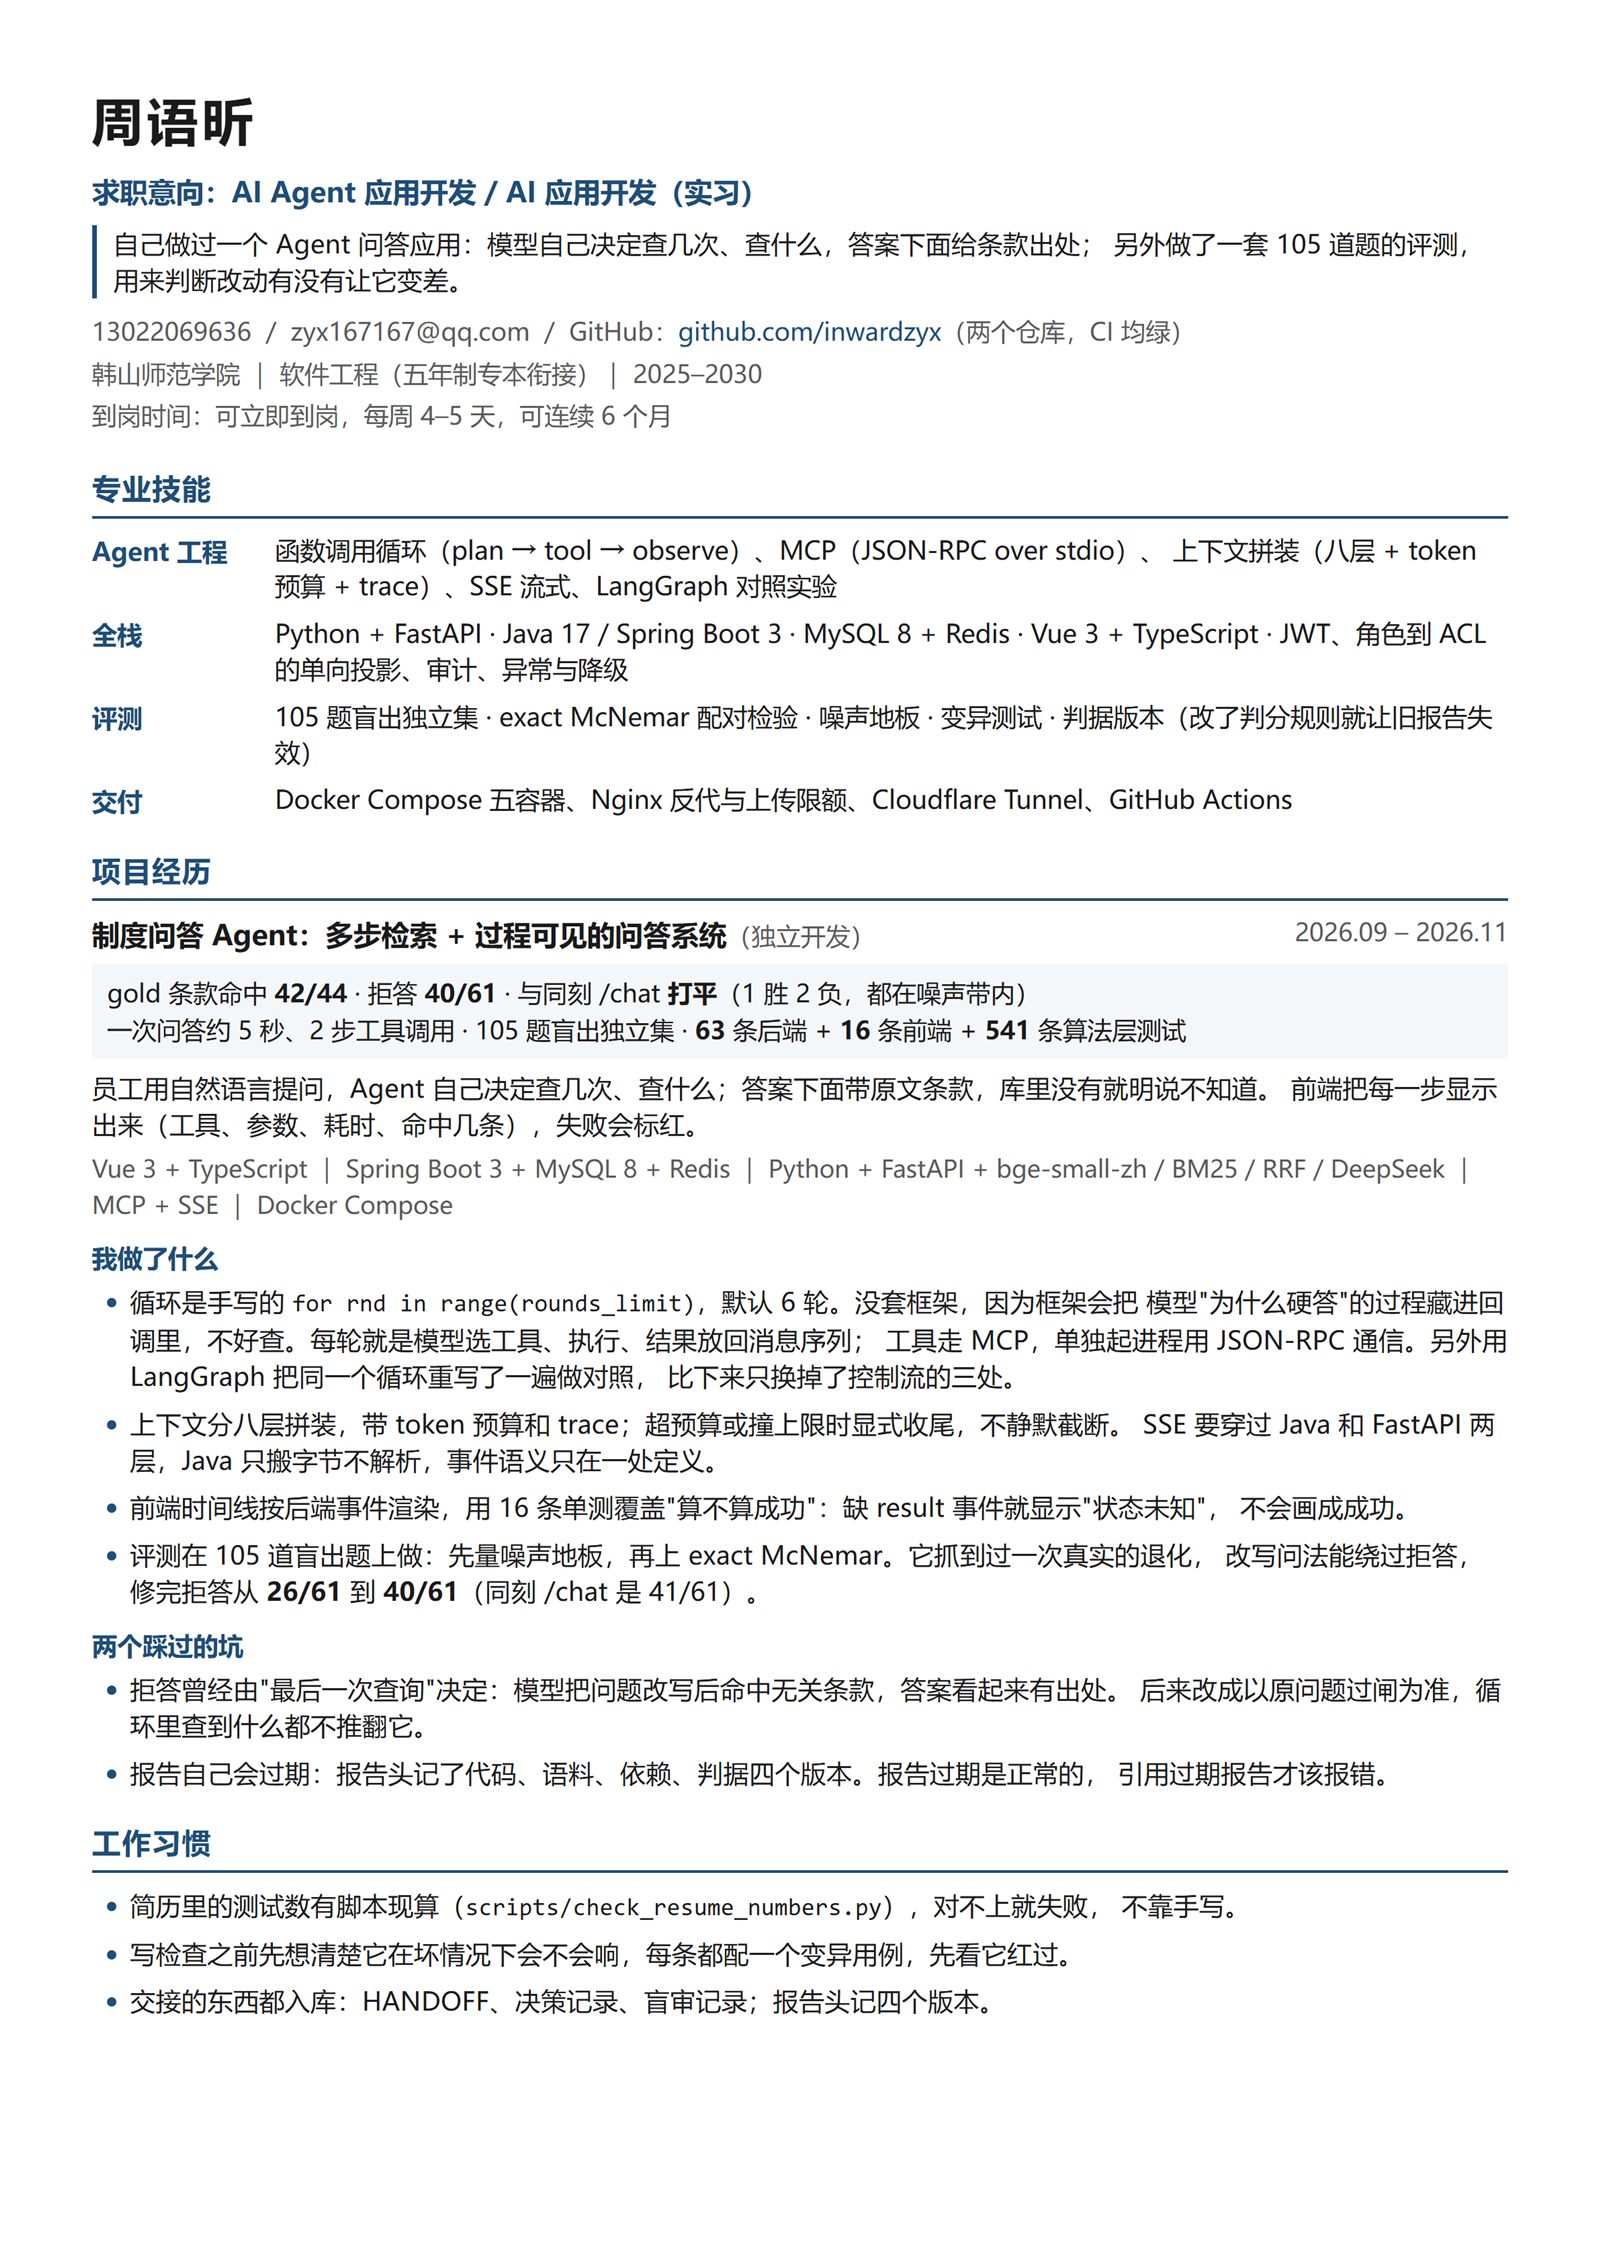 周语昕
求职意向：AI Agent 应用开发 / AI 应用开发（实习）
自己做过一个 Agent 问答应用：模型自己决定查几次、查什么，答案下面给条款出处； 另外做了一套 105 道题的评测，
用来判断改动有没有让它变差。
13022069636 / zyx167167@qq.com / GitHub：github.com/inwardzyx（两个仓库，CI 均绿）
韩山师范学院 | 软件工程（五年制专本衔接） | 2025–2030
到岗时间：可立即到岗，每周 4–5 天，可连续 6 个月
专业技能
Agent 工程 函数调用循环（plan → tool → observe）、MCP（JSON-RPC over stdio）、 上下文拼装（八层 + token
预算 + trace）、SSE 流式、LangGraph 对照实验
全栈 Python + FastAPI · Java 17 / Spring Boot 3 · MySQL 8 + Redis · Vue 3 + TypeScript · JWT、角色到 ACL
的单向投影、审计、异常与降级
评测 105 题盲出独立集 · exact McNemar 配对检验 · 噪声地板 · 变异测试 · 判据版本（改了判分规则就让旧报告失
效）
交付 Docker Compose 五容器、Nginx 反代与上传限额、Cloudflare Tunnel、GitHub Actions
项目经历
制度问答 Agent：多步检索 + 过程可见的问答系统（独立开发） 2026.09 – 2026.11
gold 条款命中 42/44 · 拒答 40/61 · 与同刻 /chat 打平（1 胜 2 负，都在噪声带内）
一次问答约 5 秒、2 步工具调用 · 105 题盲出独立集 · 63 条后端 + 16 条前端 + 541 条算法层测试
员工用自然语言提问，Agent 自己决定查几次、查什么；答案下面带原文条款，库里没有就明说不知道。 前端把每一步显示
出来（工具、参数、耗时、命中几条），失败会标红。
Vue 3 + TypeScript | Spring Boot 3 + MySQL 8 + Redis | Python + FastAPI + bge-small-zh / BM25 / RRF / DeepSeek |
MCP + SSE | Docker Compose
我做了什么
• 循环是手写的 for rnd in range(rounds_limit)，默认 6 轮。没套框架，因为框架会把 模型"为什么硬答"的过程藏进回
调里，不好查。每轮就是模型选工具、执行、结果放回消息序列； 工具走 MCP，单独起进程用 JSON-RPC 通信。另外用
LangGraph 把同一个循环重写了一遍做对照， 比下来只换掉了控制流的三处。
• 上下文分八层拼装，带 token 预算和 trace；超预算或撞上限时显式收尾，不静默截断。 SSE 要穿过 Java 和 FastAPI 两
层，Java 只搬字节不解析，事件语义只在一处定义。
• 前端时间线按后端事件渲染，用 16 条单测覆盖"算不算成功"：缺 result 事件就显示"状态未知"， 不会画成成功。
• 评测在 105 道盲出题上做：先量噪声地板，再上 exact McNemar。它抓到过一次真实的退化， 改写问法能绕过拒答，
修完拒答从 26/61 到 40/61（同刻 /chat 是 41/61）。
两个踩过的坑
• 拒答曾经由"最后一次查询"决定：模型把问题改写后命中无关条款，答案看起来有出处。 后来改成以原问题过闸为准，循
环里查到什么都不推翻它。
• 报告自己会过期：报告头记了代码、语料、依赖、判据四个版本。报告过期是正常的， 引用过期报告才该报错。
工作习惯
• 简历里的测试数有脚本现算（scripts/check_resume_numbers.py），对不上就失败， 不靠手写。
• 写检查之前先想清楚它在坏情况下会不会响，每条都配一个变异用例，先看它红过。
• 交接的东西都入库：HANDOFF、决策记录、盲审记录；报告头记四个版本。